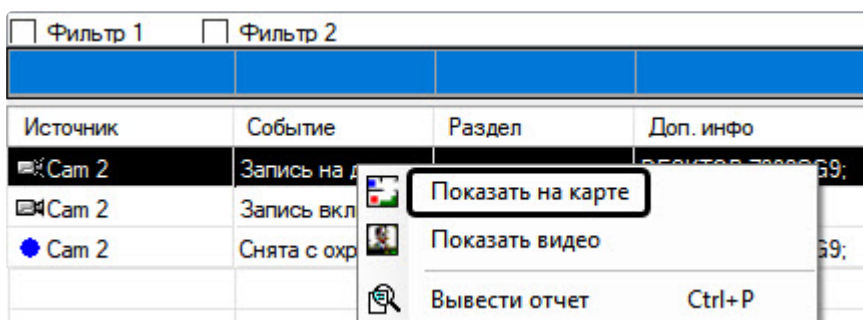 Фильтр 1 Фильтр 2
Источник Событие Раздел Доп. инфо
Cam 2 Запись на
Cam 2 Запись вкл
Cam 2 Снята с охр G9;
Показать на карте
Показать видео
Вывести отчет Ctrl+P